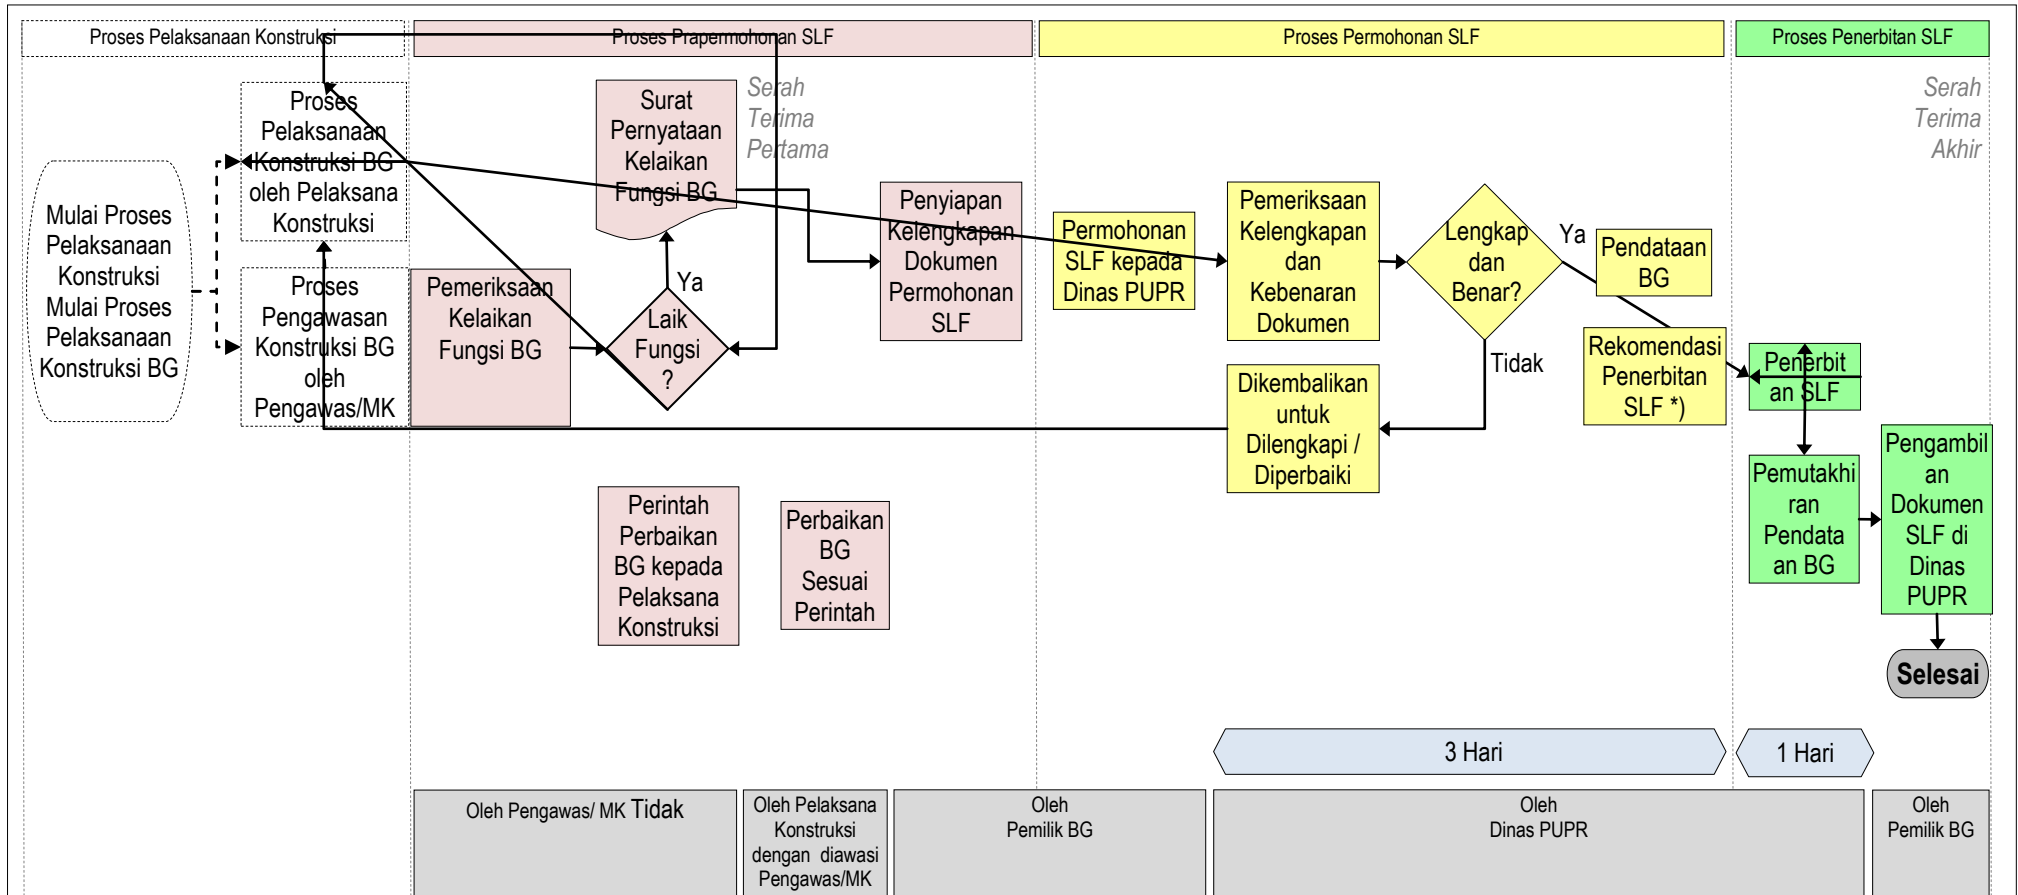 Proses Pelaksanaan Konstruksi
Proses Prapermohonan SLF
Proses Permohonan SLF
Proses Penerbitan SLF
Mulai Proses
Pelaksanaan
Konstruksi
Mulai Proses
Pelaksanaan
Konstruksi BG
Proses
Pelaksanaan
Konstruksi BG
oleh Pelaksana
Konstruksi
Proses
Pengawasan
Konstruksi BG
oleh
Pengawas/MK
Pemeriksaan
Kelaikan
Fungsi BG
Surat
Pernyataan
Kelaikan
Fungsi BG
Serah
Terima
Pertama
Ya
Laik
Fungsi
?
Penyiapan
Kelengkapan
Dokumen
Permohonan
SLF
Perintah
Perbaikan
BG kepada
Pelaksana
Konstruksi
Perbaikan
BG
Sesuai
Perintah
Permohonan
SLF kepada
Dinas PUPR
Pemeriksaan
Kelengkapan
dan
Kebenaran
Dokumen
Lengkap
dan
Benar?
Ya
Tidak
Dikembalikan
untuk
Dilengkapi /
Diperbaiki
Pendataan
BG
Rekomendasi
Penerbitan
SLF *)
Serah
Terima
Akhir
Penerbit
an SLF
Pemutakhi
ran
Pendata
an BG
Pengambil
an
Dokumen
SLF di
Dinas
PUPR
Selesai
3 Hari
1 Hari
Oleh Pengawas/ MK Tidak
Oleh Pelaksana
Konstruksi
dengan diawasi
Pengawas/MK
Oleh
Pemilik BG
Oleh
Dinas PUPR
Oleh
Pemilik BG